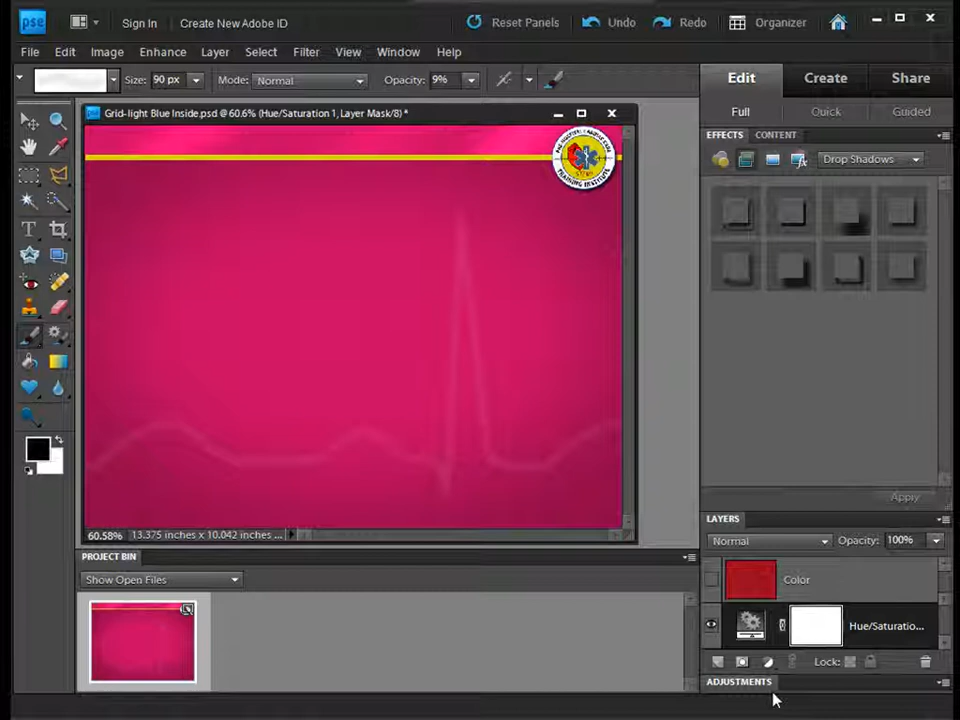 pse Sign In Create New Adobe ID Reset Panels Undo Redo Organizer
File Edit Image Enhance Layer Select Filter View Window Help
Size: 90 px Mode: Normal Opacity: 9%
Edit Create Share
Full Quick Guided
Grid-light Blue Inside.psd @ 60.6% (Hue/Saturation 1, Layer Mask/8) *
EFFECTS CONTENT
Drop Shadows
TRAINING INSTITUTE
Apply
60.58% 13.375 inches x 10.042 inches ...
LAYERS
Normal Opacity: 100%
PROJECT BIN
Show Open Files
Color
Hue/Saturatio...
Lock:
ADJUSTMENTS